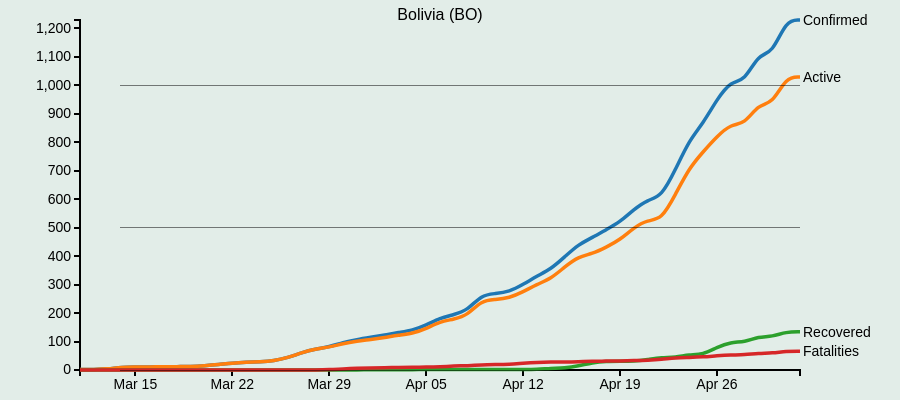 Bolivia (BO)
1,200
1,100
1,000
900
800
700
600
500
400
300
200
100
0
Confirmed
Active
Recovered
Fatalities
Mar 15 Mar 22 Mar 29 Apr 05 Apr 12 Apr 19 Apr 26